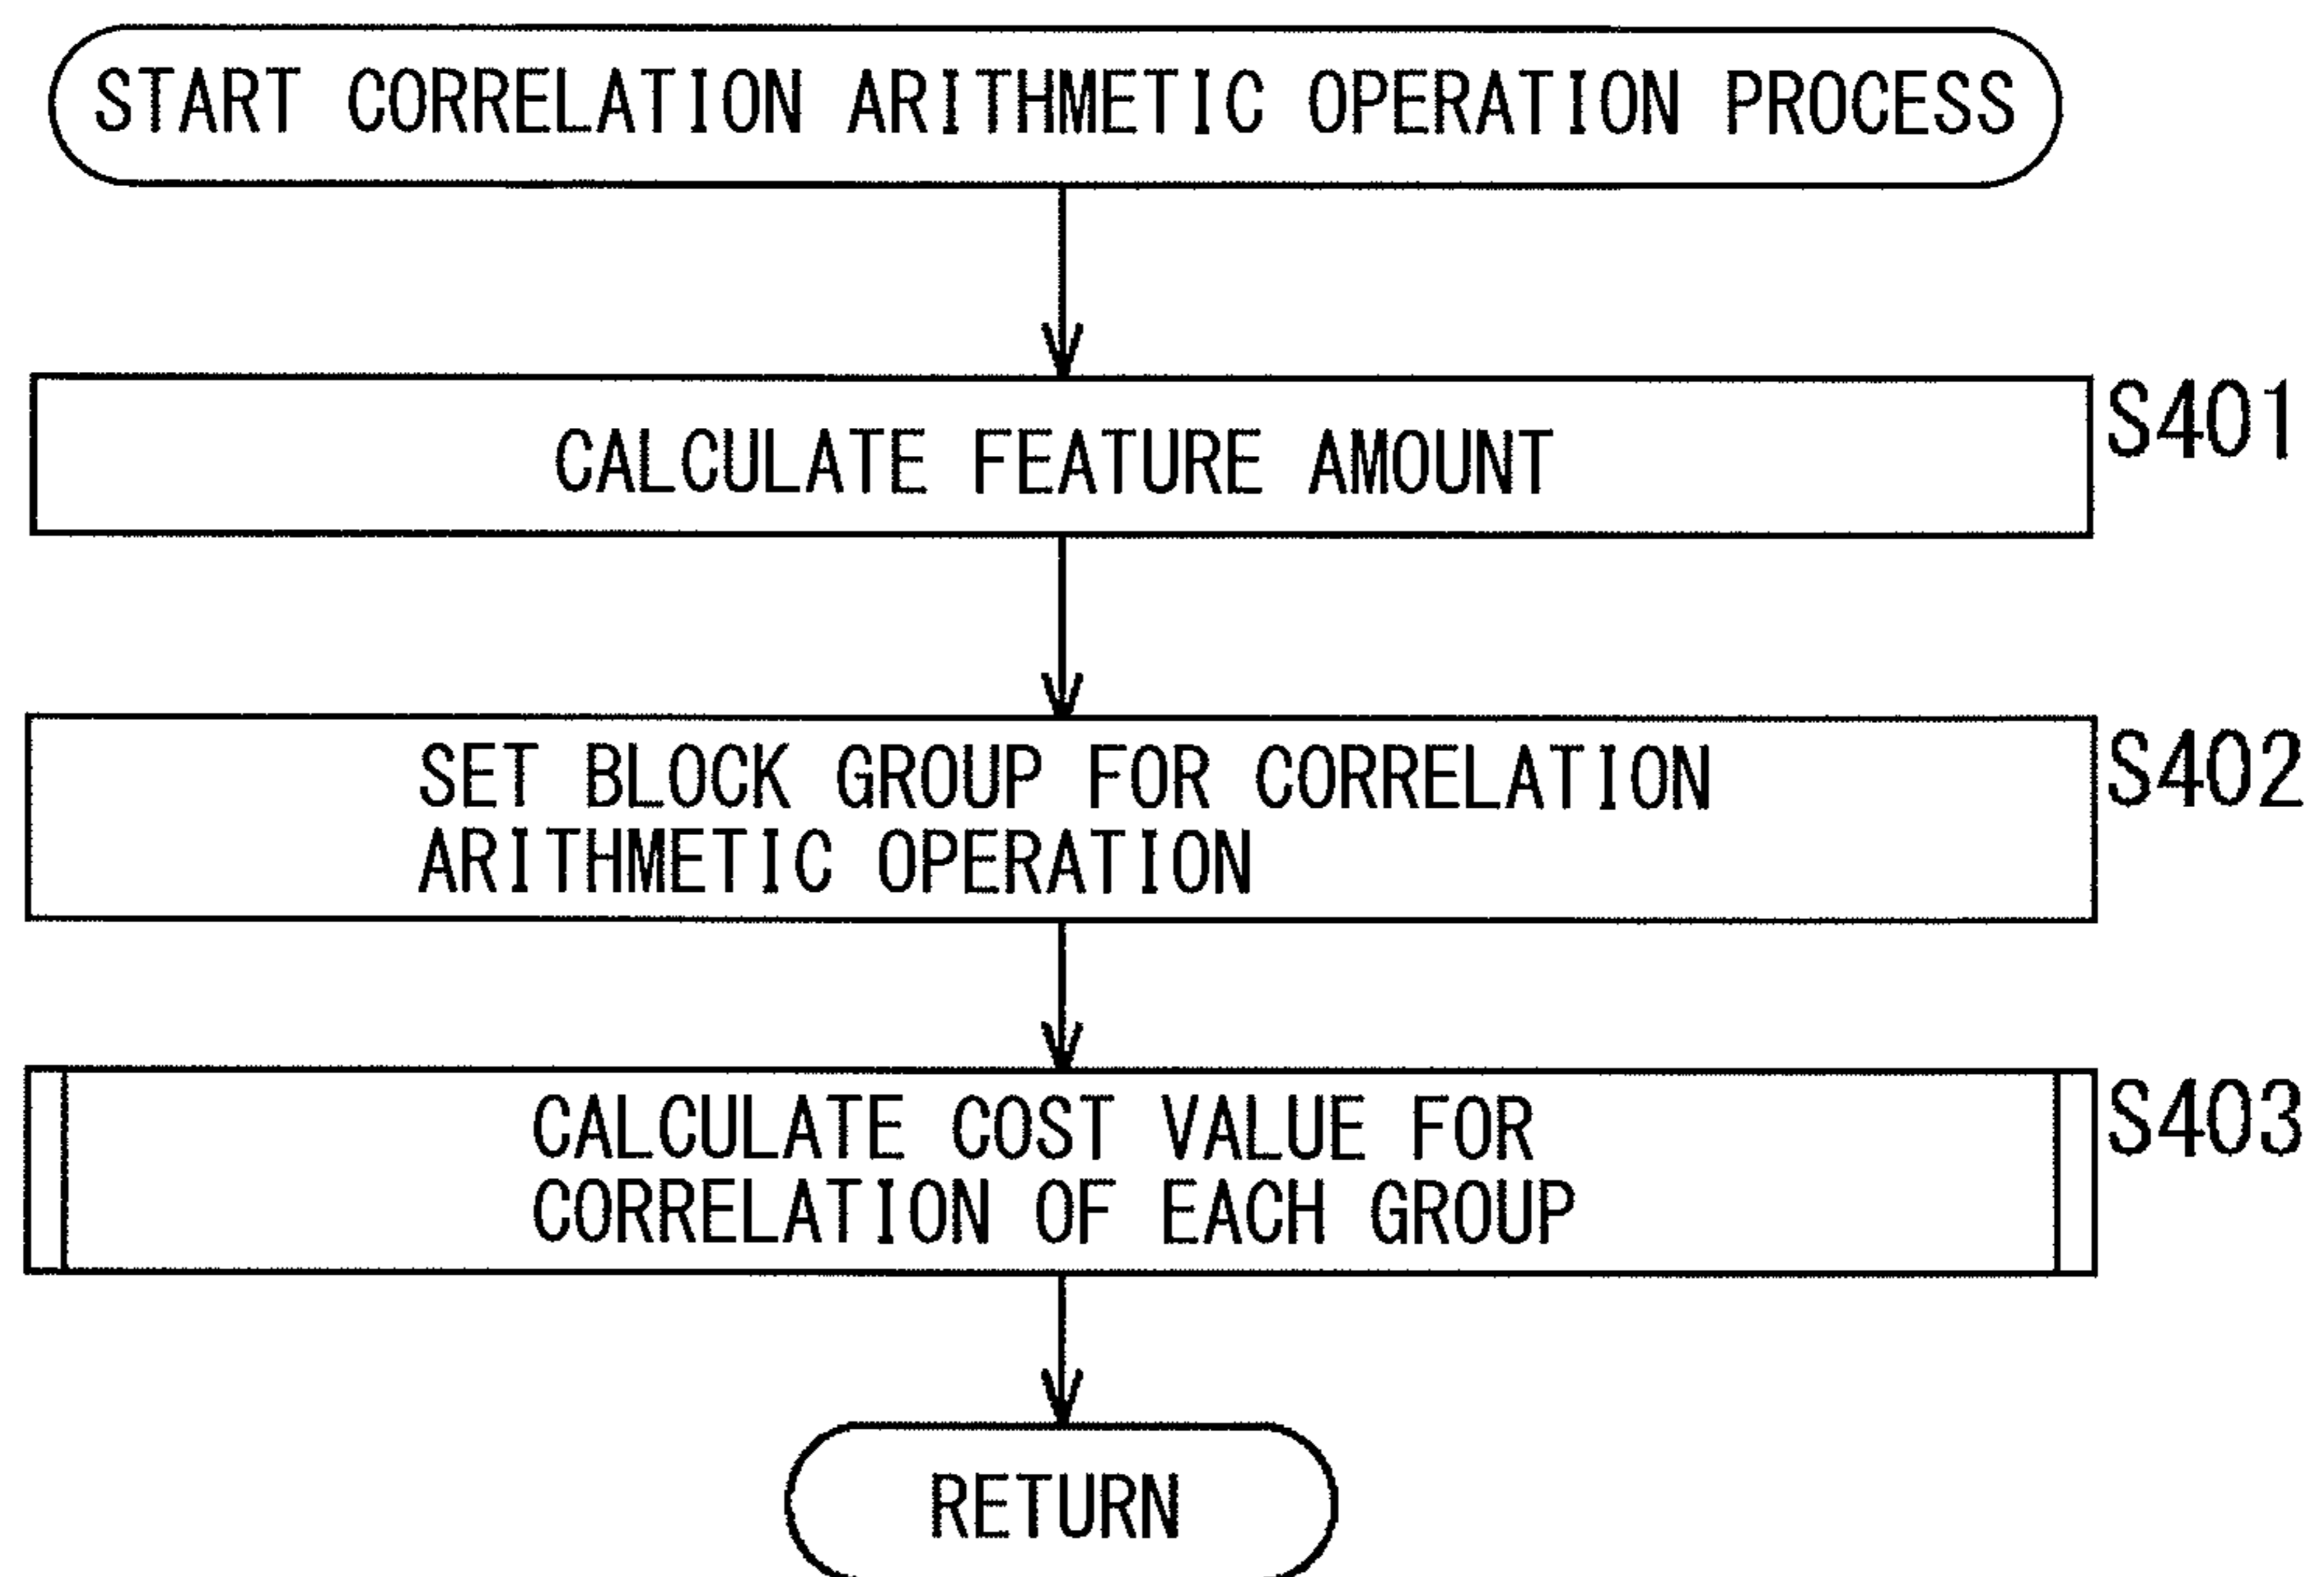 START CORRELATION ARITHMETIC OPERATION PROCESS
CALCULATE FEATURE AMOUNT
S401
SET BLOCK GROUP FOR CORRELATION
ARITHMETIC OPERATION
S402
CALCULATE COST VALUE FOR
CORRELATION OF EACH GROUP
S403
RETURN